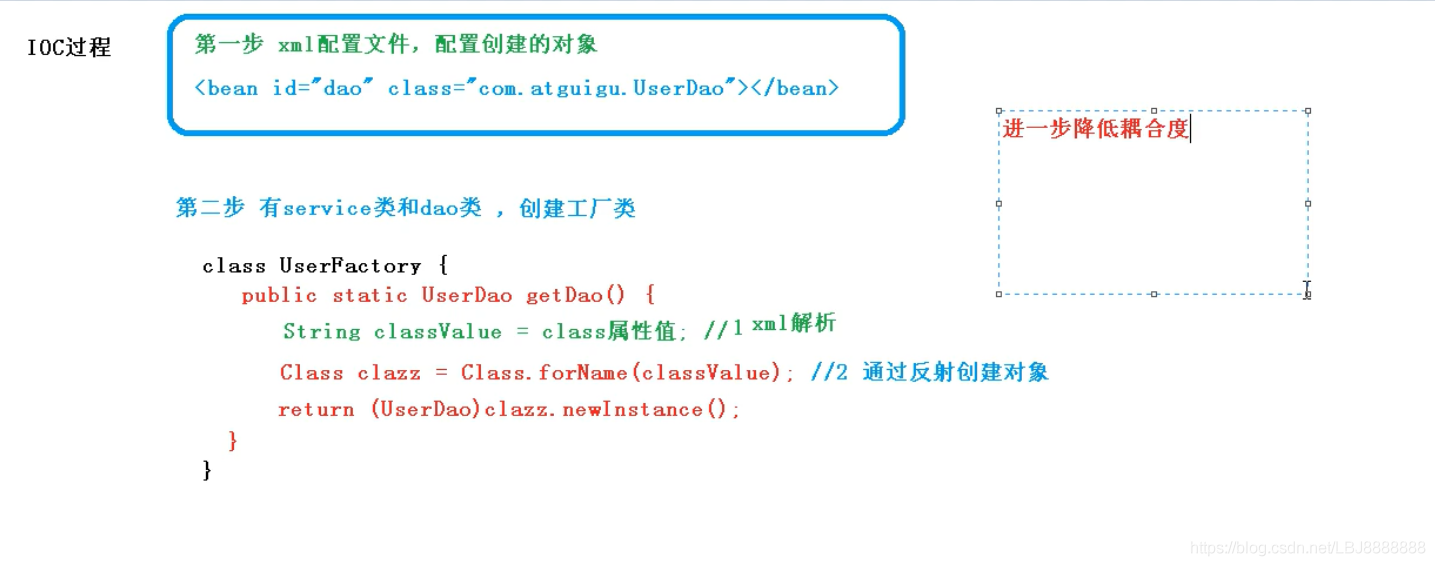 IOC过程
第一步 xml配置文件，配置创建的对象
<bean id="dao" class="com.atguigu.UserDao"></bean>
进一步降低耦合度
第二步 有service类和dao类 ，创建工厂类
class UserFactory {
public static UserDao getDao() {
String classValue = class属性值; //1 xml解析
Class clazz = Class.forName(classValue); //2 通过反射创建对象
return (UserDao)clazz.newInstance();
}
}
https://blog.csdn.net/LBJ8888888